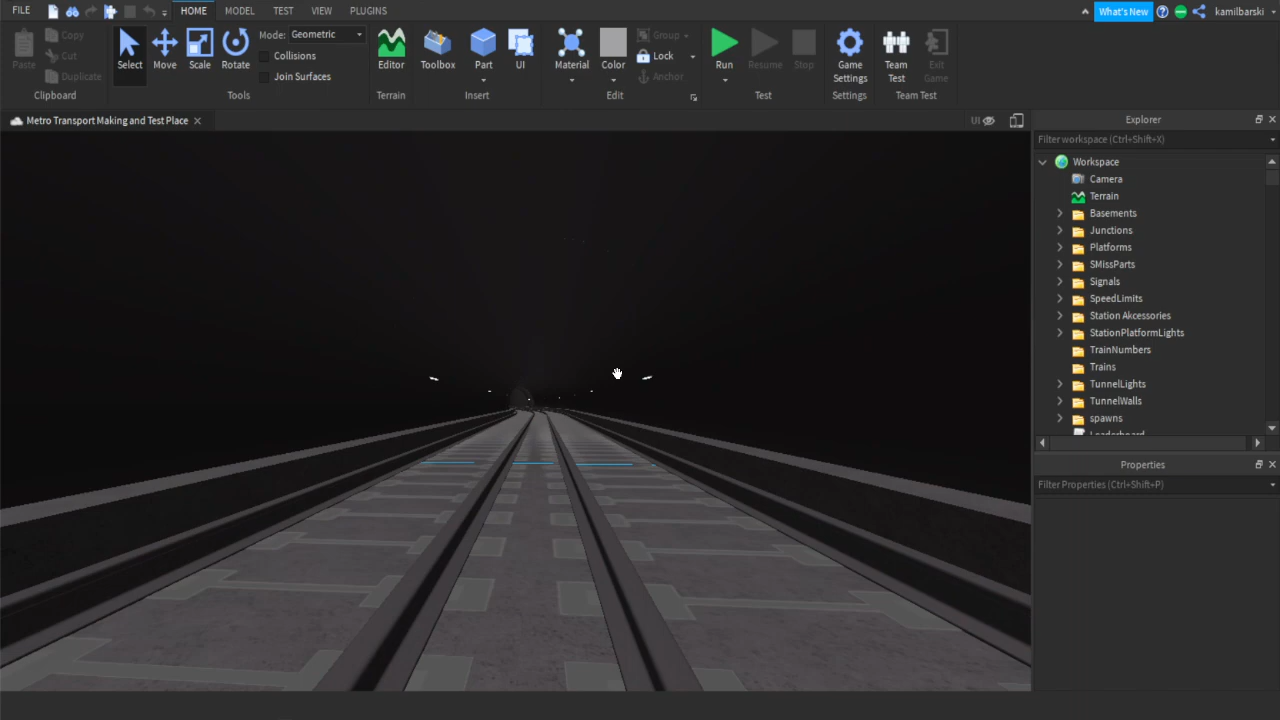 FILE HOME MODEL TEST VIEW PLUGINS What's New kamilbarski
Paste Copy Cut Duplicate
Clipboard
Select Move Scale Rotate
Mode: Geometric
Collisions
Join Surfaces
Tools
Editor
Terrain
Toolbox Part UI
Insert
Material Color Group Lock Anchor
Edit
Run Resume Stop
Test
Game Settings
Settings
Team Test Exit Game
Team Test
Metro Transport Making and Test Place
UI
Explorer
Filter workspace (Ctrl+Shift+X)
Workspace
Camera
Terrain
Basements
Junctions
Platforms
SMissParts
Signals
SpeedLimits
Station Akcessories
StationPlatformLights
TrainNumbers
Trains
TunnelLights
TunnelWalls
spawns
Leaderboard
Properties
Filter Properties (Ctrl+Shift+P)